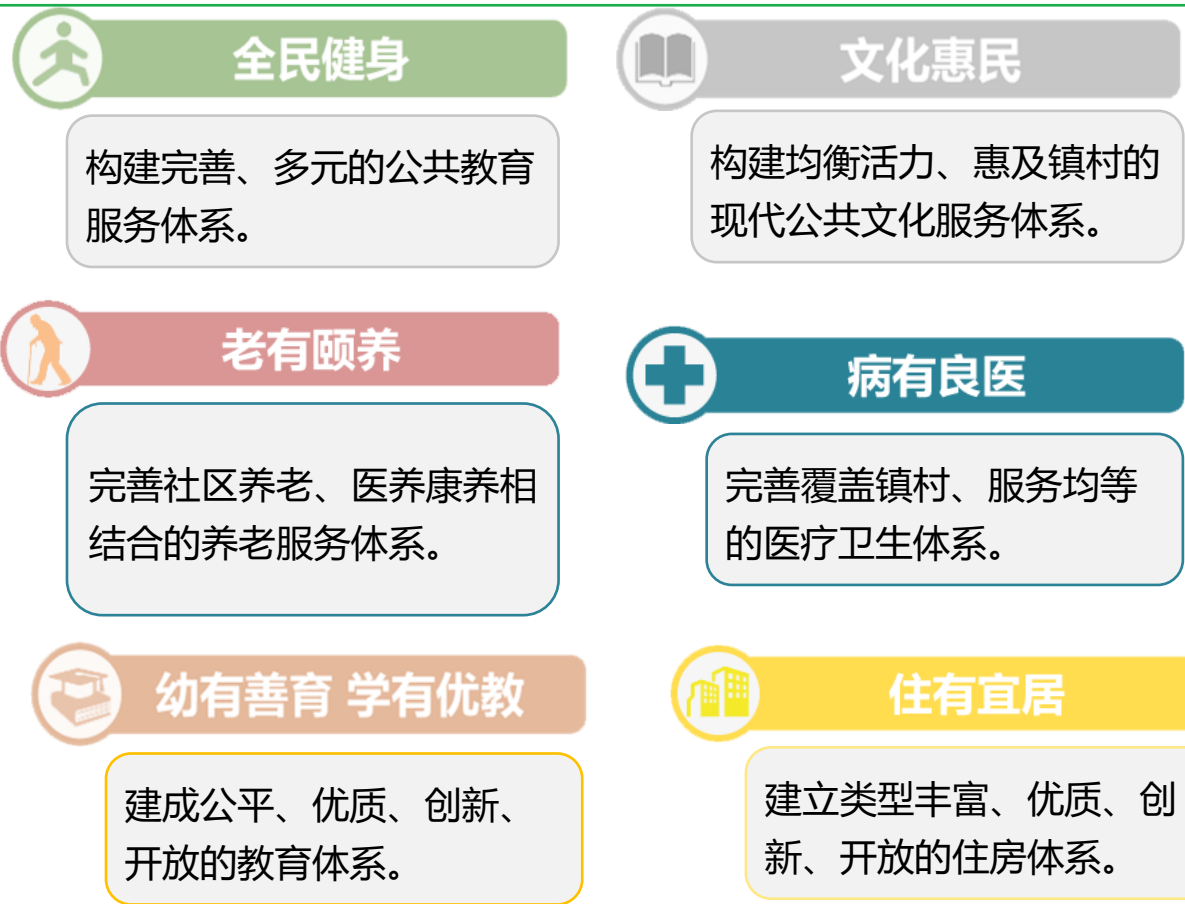 全民健身
构建完善、多元的公共教育
服务体系。
文化惠民
构建均衡活力、惠及镇村的
现代公共文化服务体系。
老有颐养
完善社区养老、医养康养相
结合的养老服务体系。
病有良医
完善覆盖镇村、服务均等
的医疗卫生体系。
幼有善育 学有优教
建成公平、优质、创新、
开放的教育体系。
住有宜居
建立类型丰富、优质、创
新、开放的住房体系。